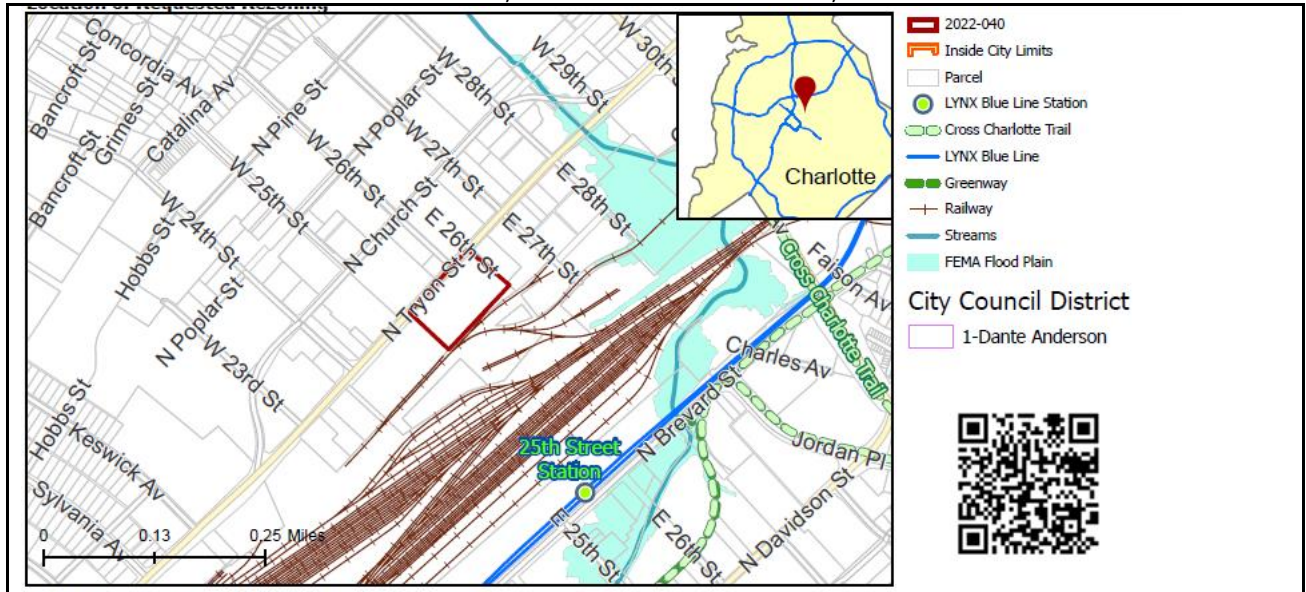 Location of Requested Rezoning
Concordia Av
Bancroft St
Grimes St
Catalina Av
Bancroft St
N Pine St
N Poplar St
W 28th St
W 29th St
W 30th St
W 27th St
W 26th St
W 25th St
W 24th St
Hobbs St
N Church St
E 28th St
E 27th St
E 26th St
N Tryon St
N Poplar St
W 23rd St
Hobbs St
Keswick Av
Sylvania Av
Charlotte
Cross Charlotte Trail
Faison Av
Charles Av
N Brevard St
Jordan Pl
25th Street
Station
E 25th St
E 26th St
N Davidson St
0 0.13 0.25 Miles
2022-040
Inside City Limits
Parcel
LYNX Blue Line Station
Cross Charlotte Trail
LYNX Blue Line
Greenway
Railway
Streams
FEMA Flood Plain
City Council District
1-Dante Anderson